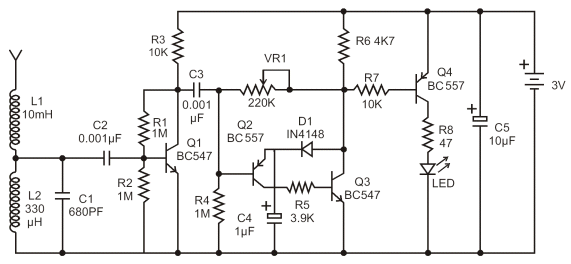 R3
10K
R6 4K7
VR1
C3
0.001
µF
220K
R7
10K
Q4
BC 557
3V
L1
10mH
R1
1M
C2
0.001µF
Q1
BC547
Q2
BC557
D1
IN4148
R8
47
C5
10µF
LED
L2
330
µH
C1
680PF
R2
1M
R4
1M
C4
1µF
R5
3.9K
Q3
BC547